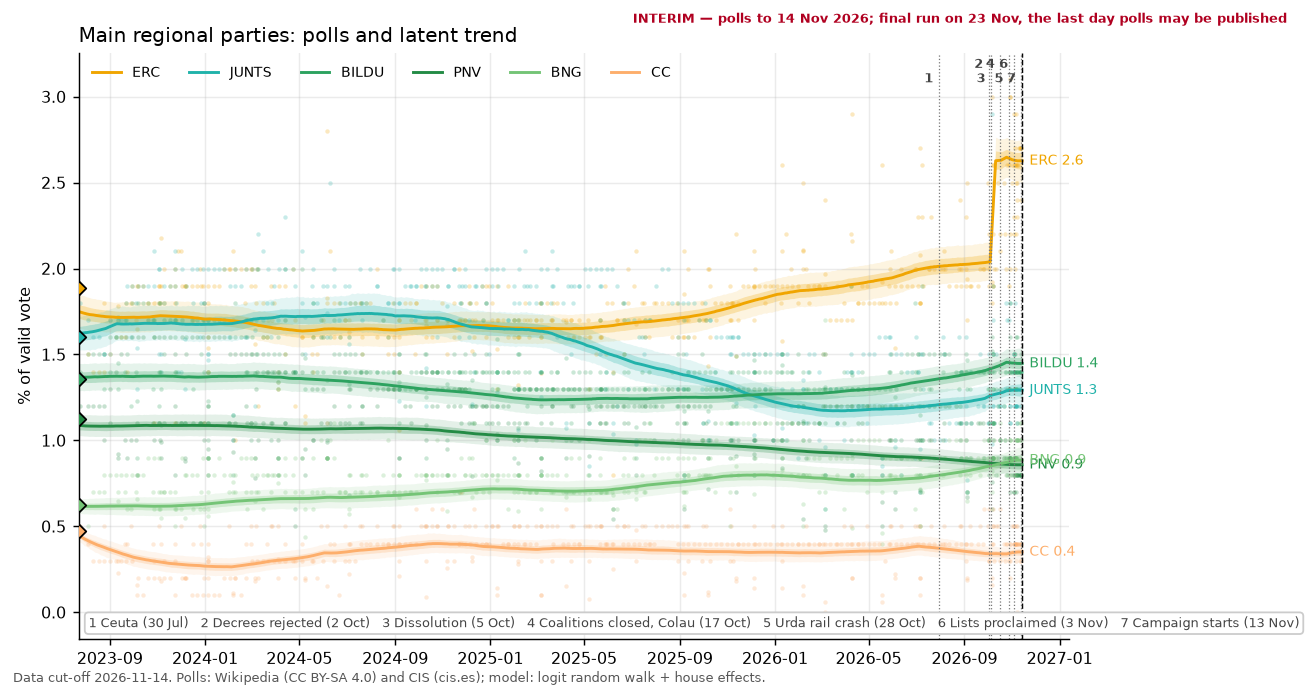 INTERIM — polls to 14 Nov 2026; final run on 23 Nov, the last day polls may be published
Main regional parties: polls and latent trend
ERC JUNTS BILDU PNV BNG CC
2 4 6
1 3 5 7
3.0
2.5
2.0
1.5
1.0
0.5
0.0
% of valid vote
ERC 2.6
BILDU 1.4
JUNTS 1.3
BNG 0.9
PNV 0.9
CC 0.4
1 Ceuta (30 Jul) 2 Decrees rejected (2 Oct) 3 Dissolution (5 Oct) 4 Coalitions closed, Colau (17 Oct) 5 Urda rail crash (28 Oct) 6 Lists proclaimed (3 Nov) 7 Campaign starts (13 Nov)
2023-09 2024-01 2024-05 2024-09 2025-01 2025-05 2025-09 2026-01 2026-05 2026-09 2027-01
Data cut-off 2026-11-14. Polls: Wikipedia (CC BY-SA 4.0) and CIS (cis.es); model: logit random walk + house effects.